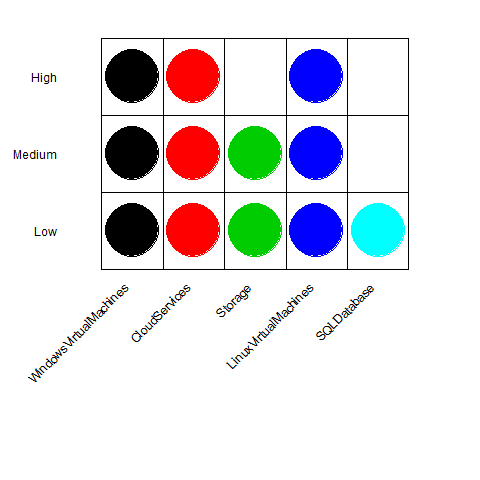 High
Medium
Low
WindowsVirtualMachines
CloudServices
Storage
LinuxVirtualMachines
SQLDatabase